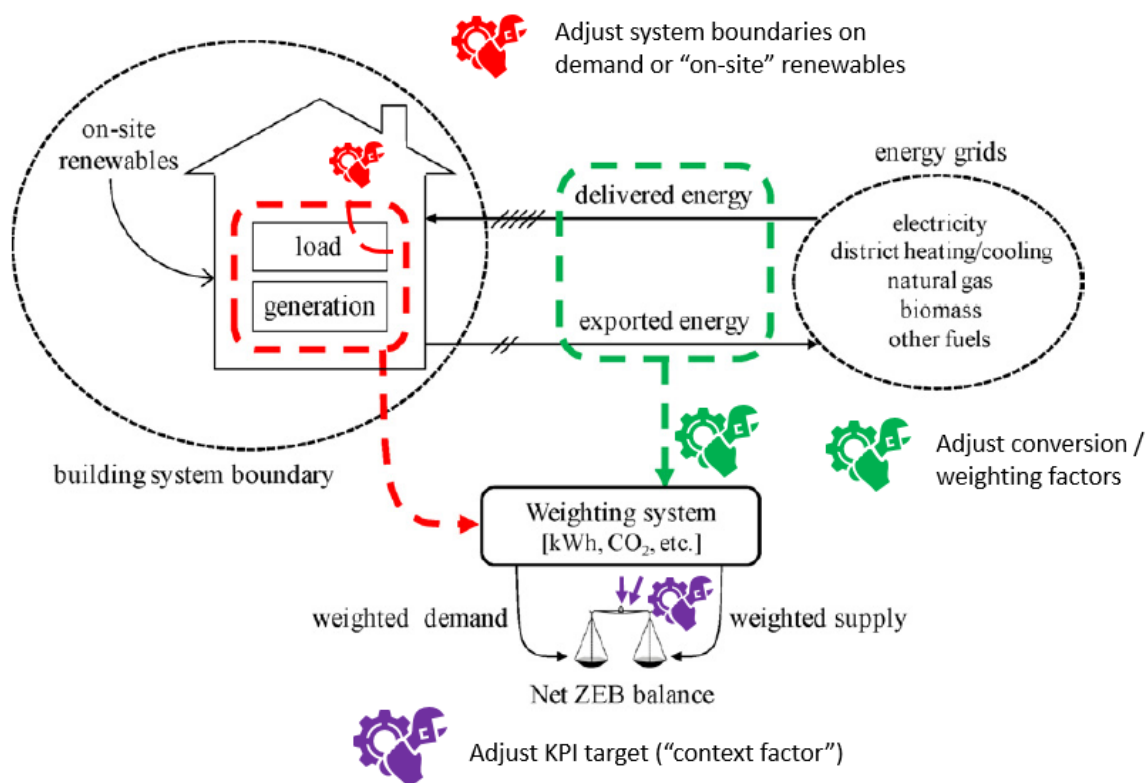 Adjust system boundaries on
demand or “on-site” renewables
on-site
renewables
load
generation
building system boundary
delivered energy
exported energy
energy grids
electricity
district heating/cooling
natural gas
biomass
other fuels
Adjust conversion /
weighting factors
Weighting system
[kWh, CO₂, etc.]
weighted demand
weighted supply
Net ZEB balance
Adjust KPI target (“context factor”)